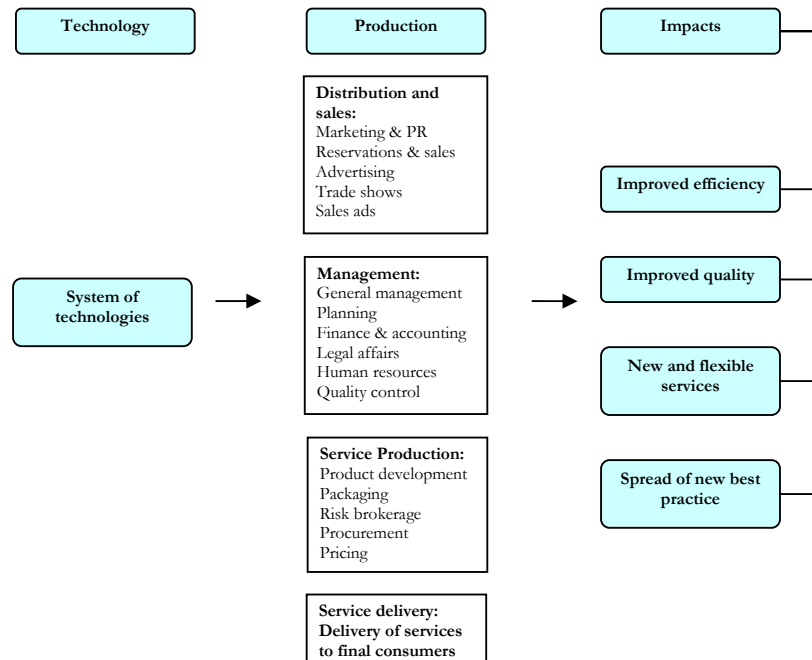 Technology
Production
Impacts
Distribution and
sales:
Marketing & PR
Reservations & sales
Advertising
Trade shows
Sales ads
Improved efficiency
System of
technologies
Management:
General management
Planning
Finance & accounting
Legal affairs
Human resources
Quality control
Improved quality
New and flexible
services
Service Production:
Product development
Packaging
Risk brokerage
Procurement
Pricing
Spread of new best
practice
Service delivery:
Delivery of services
to final consumers